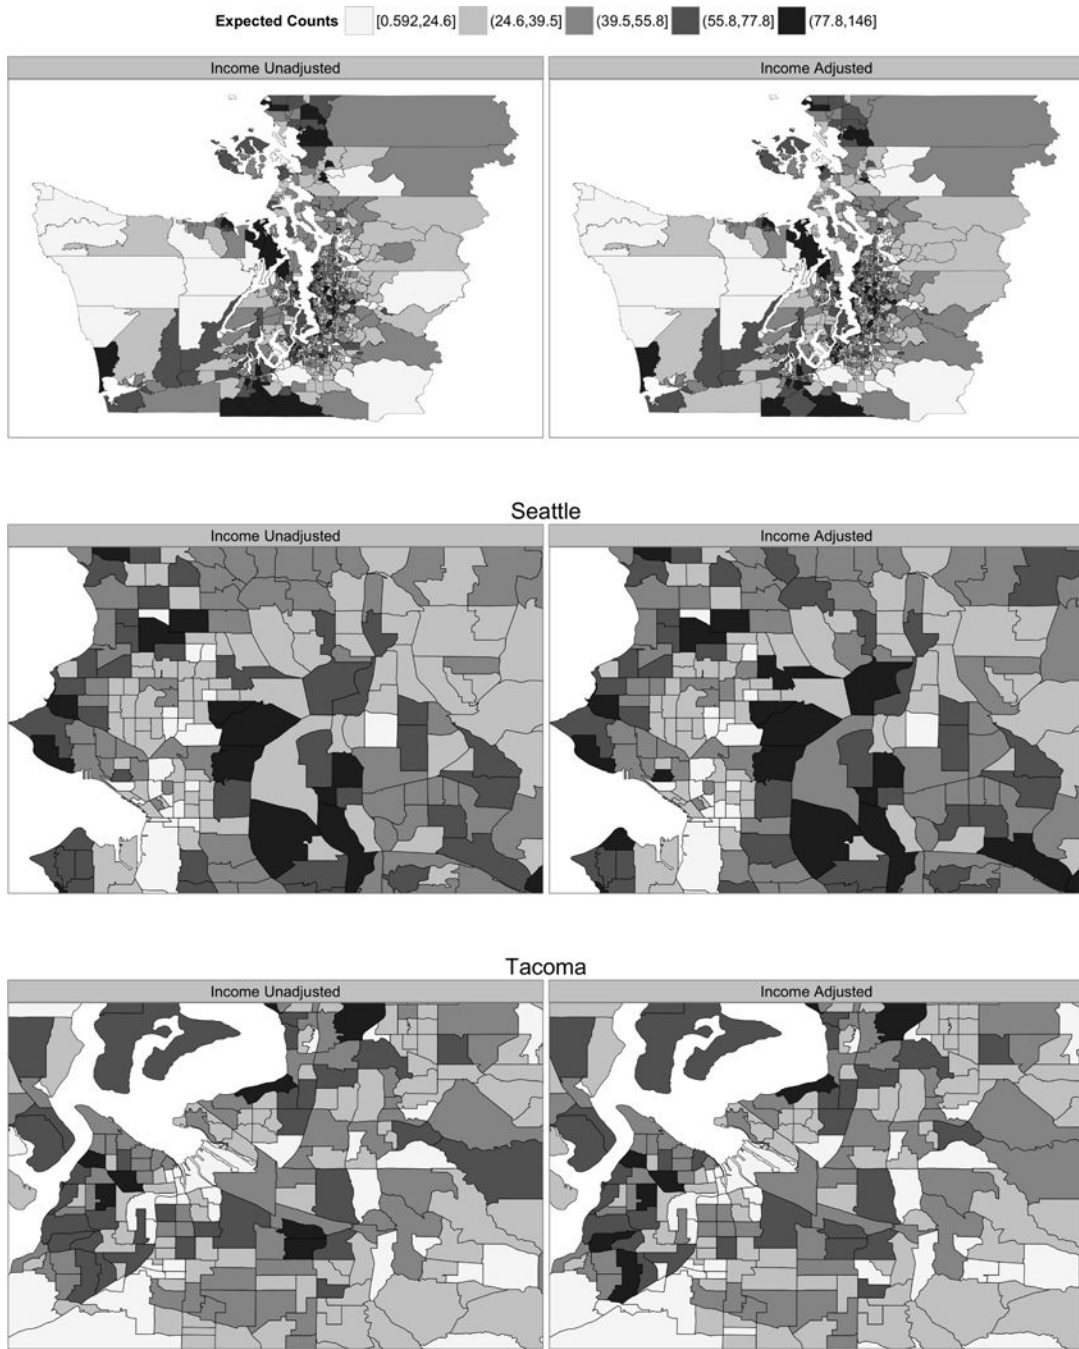 Expected Counts [0.592,24.6] (24.6,39.5] (39.5,55.8] (55.8,77.8] (77.8,146]
Income Unadjusted Income Adjusted
Seattle
Income Unadjusted Income Adjusted
Tacoma
Income Unadjusted Income Adjusted